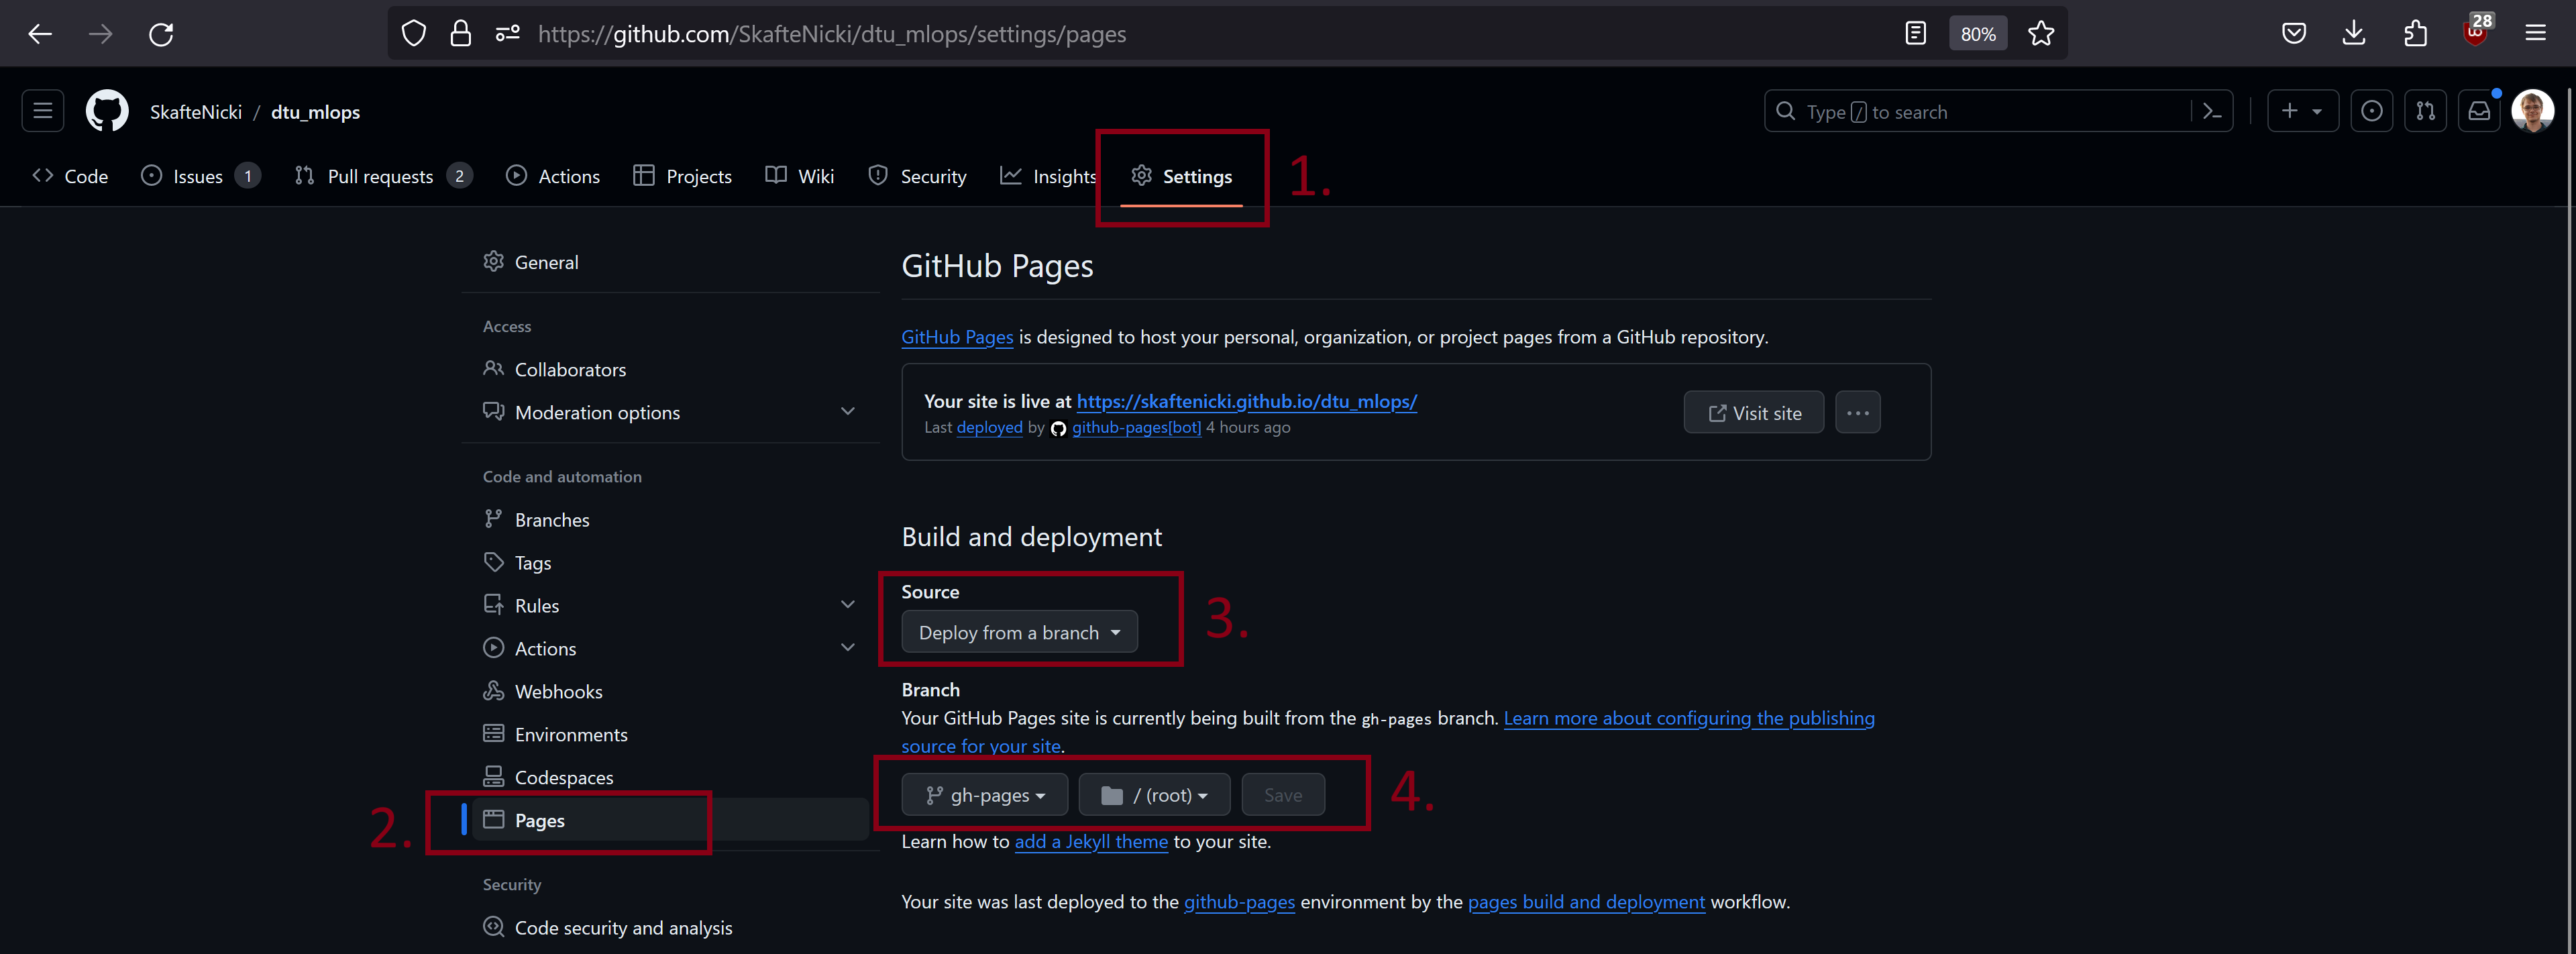 https://github.com/SkafteNicki/dtu_mlops/settings/pages
80%
28
SkafteNicki / dtu_mlops
Type / to search
Code
Issues 1
Pull requests 2
Actions
Projects
Wiki
Security
Insights
Settings
1.
General
Access
Collaborators
Moderation options
Code and automation
Branches
Tags
Rules
Actions
Webhooks
Environments
Codespaces
2.
Pages
Security
Code security and analysis
GitHub Pages
GitHub Pages is designed to host your personal, organization, or project pages from a GitHub repository.
Your site is live at https://skaftenicki.github.io/dtu_mlops/
Last deployed by github-pages[bot] 4 hours ago
Visit site
Build and deployment
Source
Deploy from a branch
3.
Branch
Your GitHub Pages site is currently being built from the gh-pages branch. Learn more about configuring the publishing
source for your site.
gh-pages
/ (root)
Save
4.
Learn how to add a Jekyll theme to your site.
Your site was last deployed to the github-pages environment by the pages build and deployment workflow.